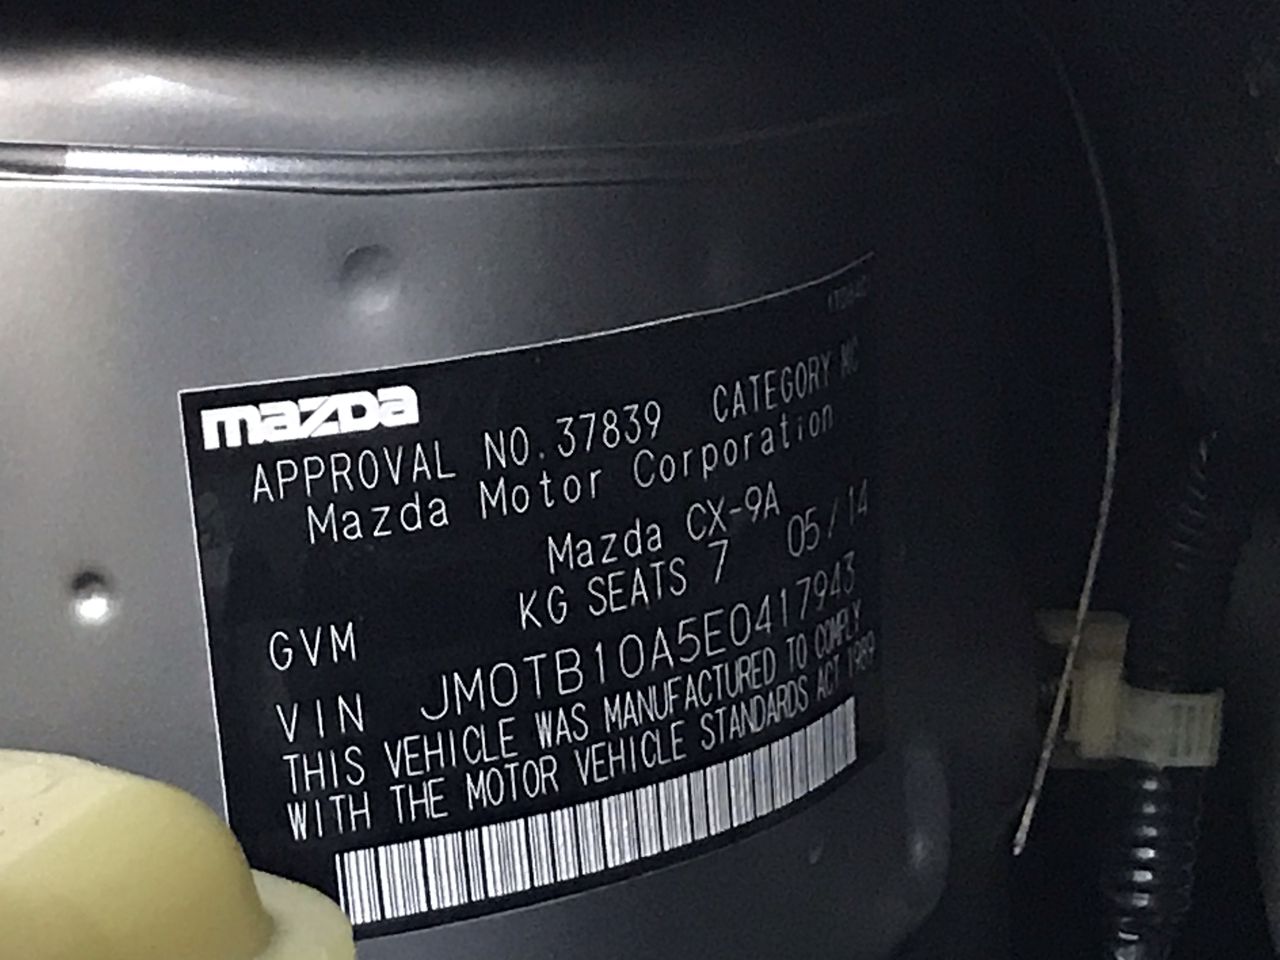 mazda
APPROVAL NO.37839 CATEGORY MC
Mazda Motor Corporation
Mazda CX-9A
05/14
GVM KG SEATS 7
VIN JM0TB10A5E0417943
THIS VEHICLE WAS MANUFACTURED TO COMPLY
WITH THE MOTOR VEHICLE STANDARDS ACT 1989